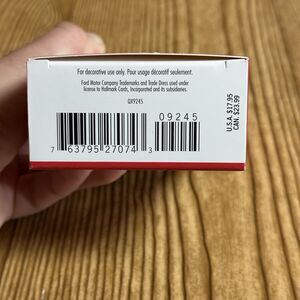 For decorative use only. Pour usage décoratif seulement.
Ford Motor Company Trademarks and Trade Dress used under
license to Hallmark Cards, Incorporated and its subsidiaries.
QX9245
09245
7 63795 27074 3
U.S.A. $17.95
CAN. $23.99